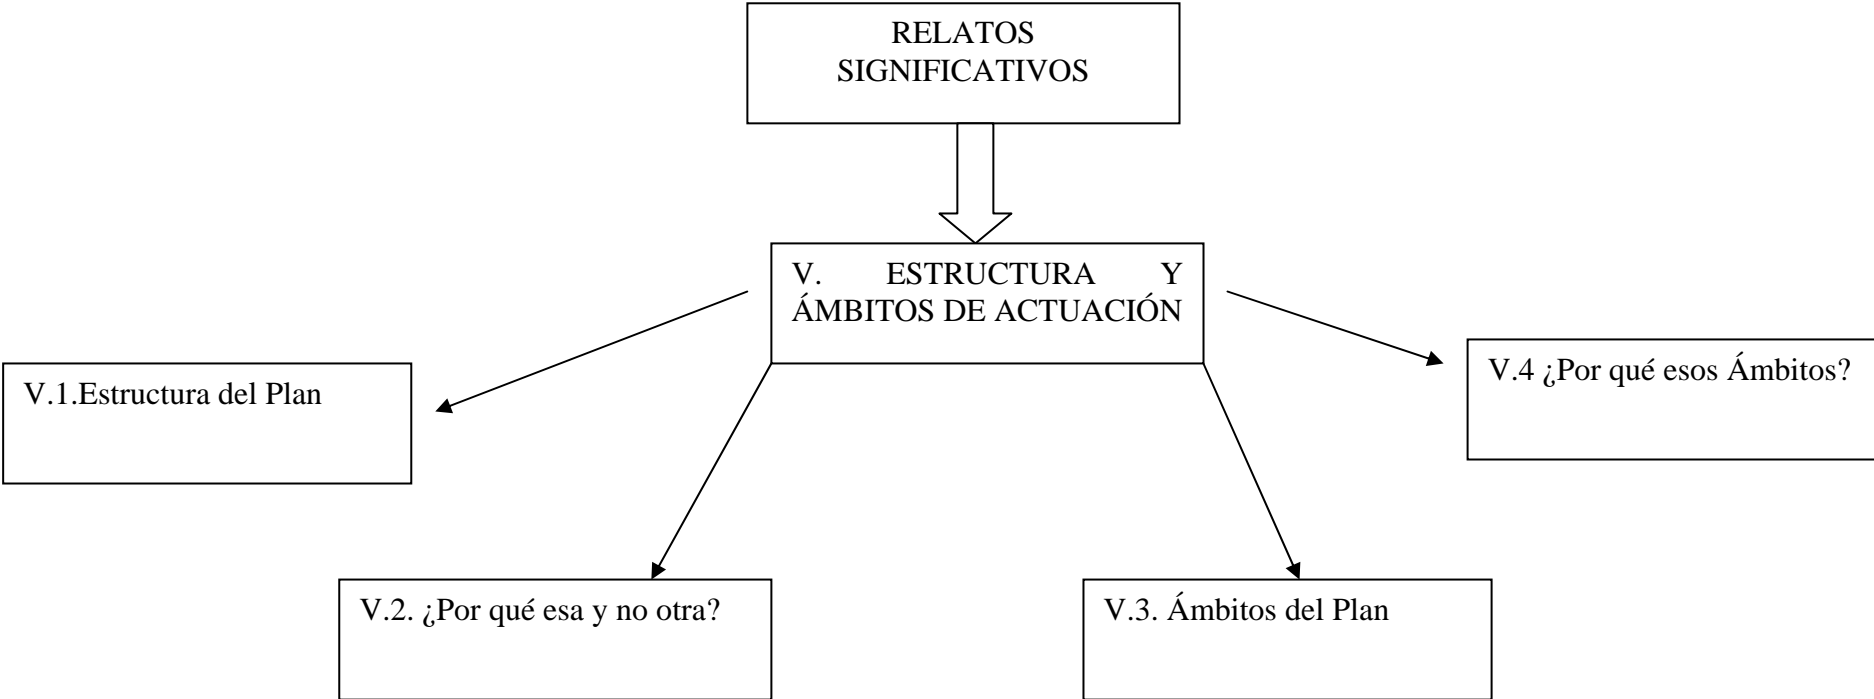 RELATOS
SIGNIFICATIVOS
V. ESTRUCTURA Y
ÁMBITOS DE ACTUACIÓN
V.1.Estructura del Plan
V.4 ¿Por qué esos Ámbitos?
V.2. ¿Por qué esa y no otra?
V.3. Ámbitos del Plan